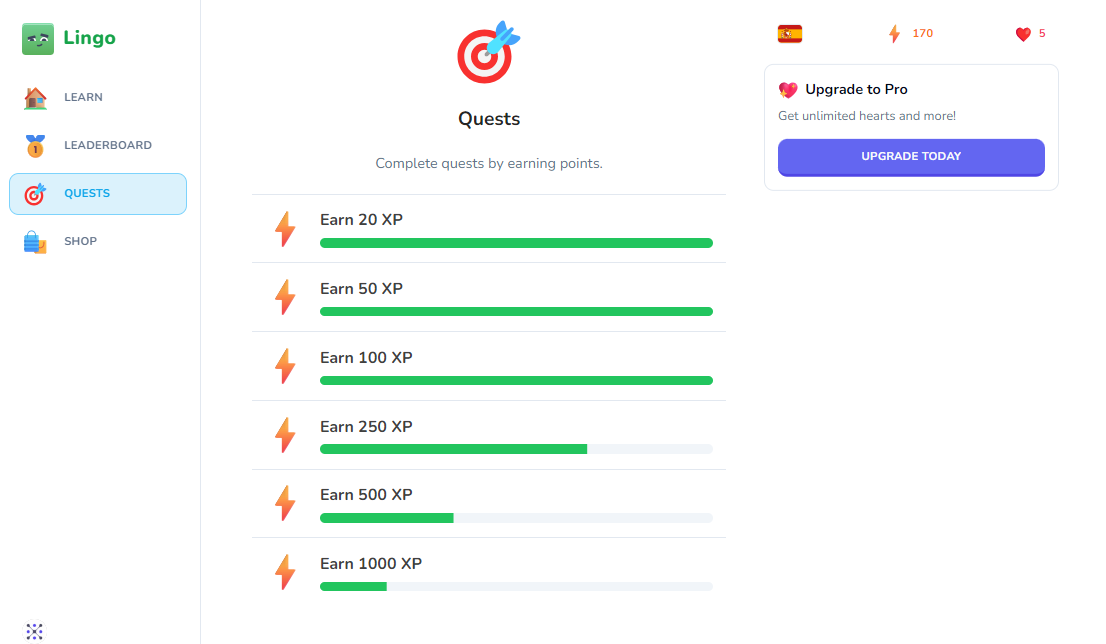 Lingo
LEARN
LEADERBOARD
QUESTS
SHOP
Quests
Complete quests by earning points.
Earn 20 XP
Earn 50 XP
Earn 100 XP
Earn 250 XP
Earn 500 XP
Earn 1000 XP
170
5
Upgrade to Pro
Get unlimited hearts and more!
UPGRADE TODAY